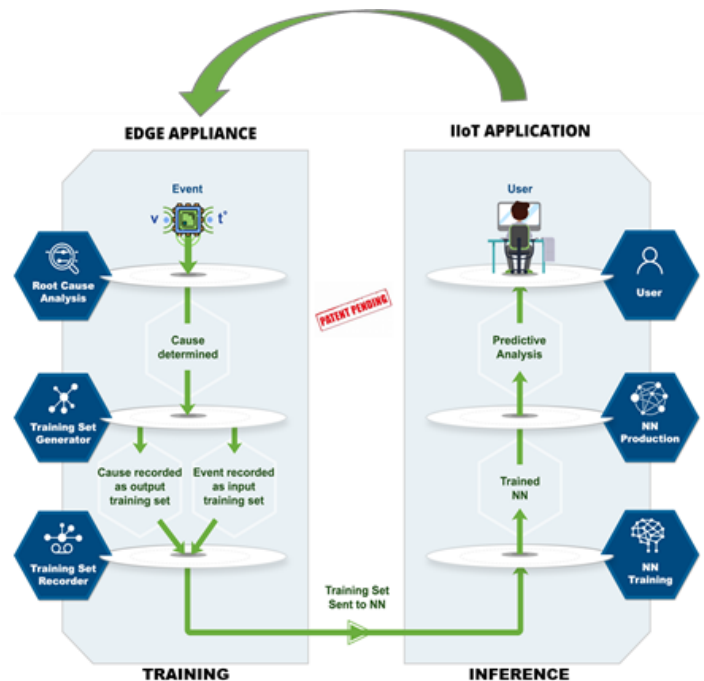 EDGE APPLIANCE
IIoT APPLICATION
Event
v t°
Root Cause
Analysis
Cause
determined
Training Set
Generator
Cause recorded
as output
training set
Event recorded
as input
training set
Training Set
Recorder
PATENT PENDING
Training Set
Sent to NN
TRAINING
User
User
Predictive
Analysis
NN
Production
Trained
NN
NN
Training
INFERENCE